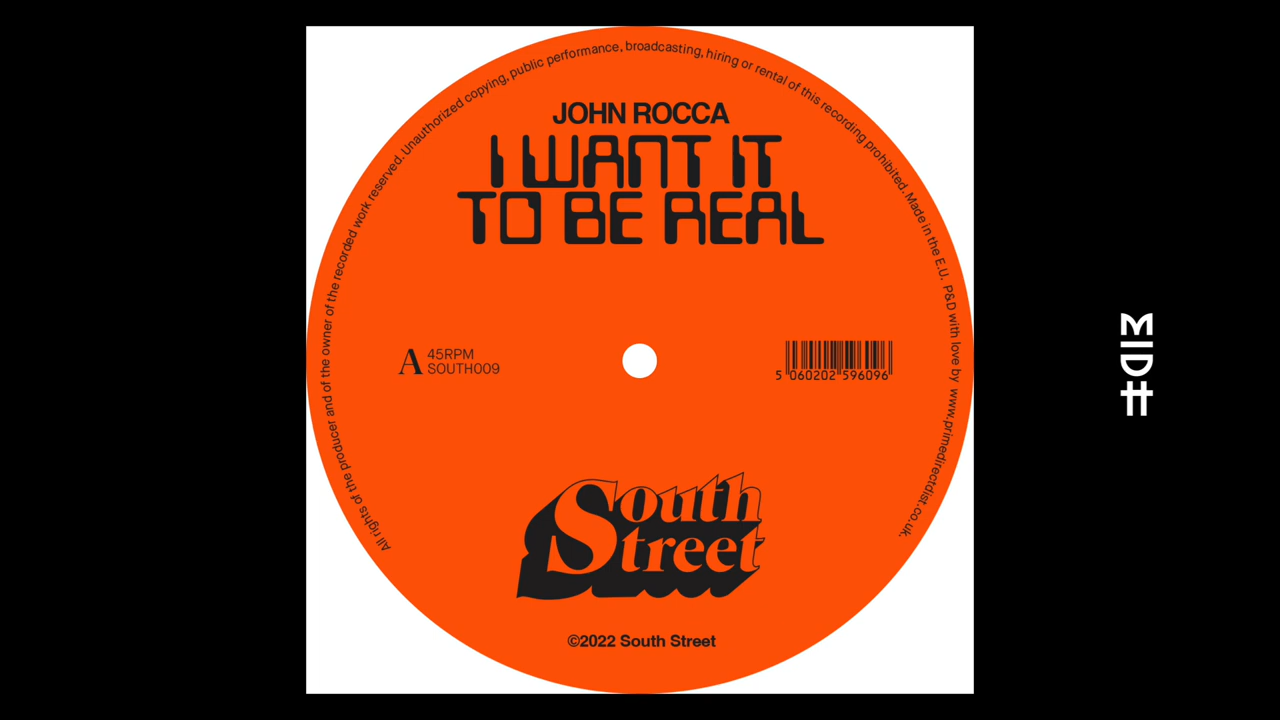 All rights of the producer and of the owner of the recorded work reserved. Unauthorized copying, public performance, broadcasting, hiring or rental of this recording prohibited. Made in the E.U. P&D with love by www.primedirectdist.co.uk.
JOHN ROCCA
I WANT IT
TO BE REAL
A 45RPM
SOUTH009
5 060202 596096
South
Street
©2022 South Street
MIDH